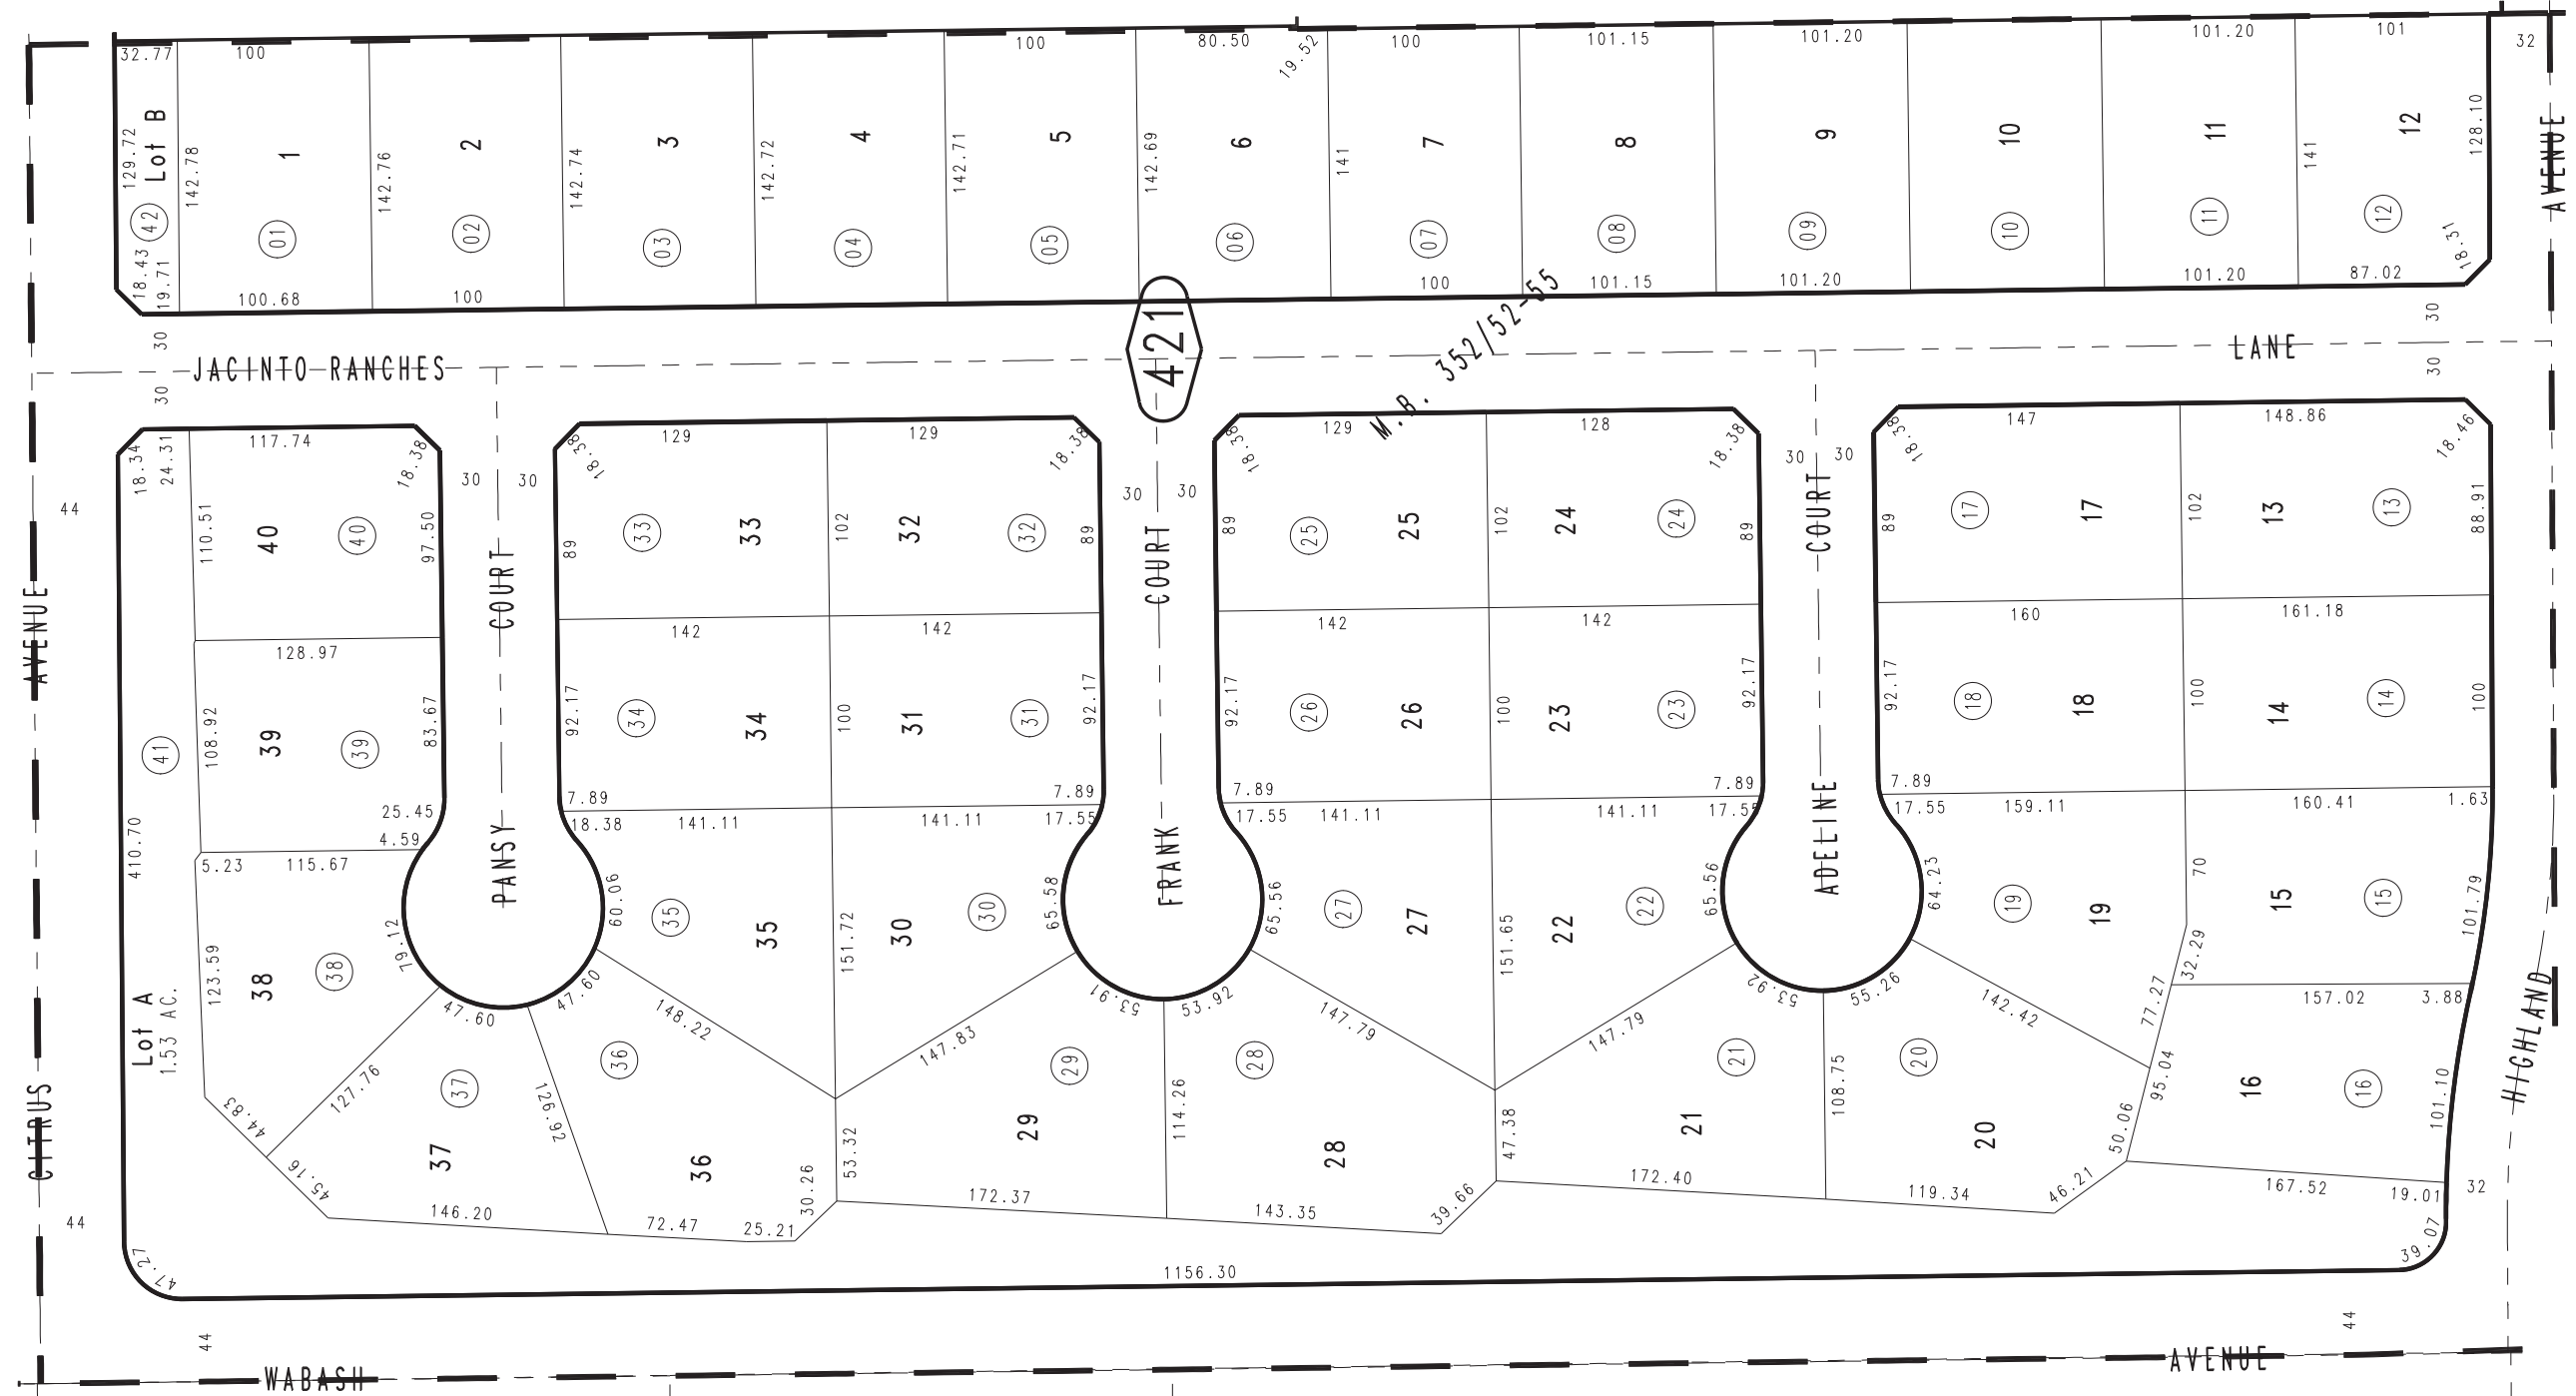 32.77 100 100 80.50 19.52 100 101.15 101.20 101.20 101 32
129.72 Lot B 142.78 1 142.76 2 142.74 3 142.72 4 142.71 5 142.69 6 141 7 8 9 10 11 141 12 128.10 AVENUE
42 01 02 03 04 05 06 07 08 09 10 11 12
18.43 19.71 100.68 100 100 101.15 101.20 101.20 87.02 18.31
30 421 M.B. 352/52-55 30
JACINTO RANCHES LANE
30 30
18.34 24.31 117.74 18.38 18.38 129 129 18.38 18.38 129 128 18.38 18.38 147 148.86 18.46
30 30 30 30 30 30
44
110.51 40 40 97.50 COURT 89 33 33 102 32 32 89 COURT 89 25 25 102 24 24 89 COURT 89 17 17 102 13 13 88.91
128.97 142 142 142 142 160 161.18
AVENUE
108.92 39 39 83.67 92.17 34 34 100 31 31 92.17 92.17 26 26 100 23 23 92.17 92.17 18 18 100 14 14 100
41
25.45 7.89 7.89 7.89 7.89 7.89
4.59 18.38 141.11 141.11 17.55 17.55 141.11 141.11 17.55 17.55 159.11 160.41 1.63
410.70 5.23 115.67 PANSY FRANK ADELINE 70
123.59 38 38 79.12 60.06 35 35 151.72 30 30 65.58 65.56 27 27 151.65 22 22 65.56 64.23 19 19 32.29 15 15 101.79
47.60 47.60 148.22 147.83 53.91 53.92 147.79 147.79 53.92 55.26 142.42 77.27 157.02 3.88
Lot A
1.53 AC.
HIGHLAND
44.83 127.76 37 126.92 36 29 114.26 28 21 108.75 20 95.04 16 16 101.10
CITRUS
45.16 37 36 30.26 53.32 29 28 47.38 21 20 50.06
146.20 72.47 25.21 172.37 143.35 39.66 172.40 119.34 46.21 167.52 19.01 32
44
47.27 1156.30 39.07
44 44
WABASH AVENUE